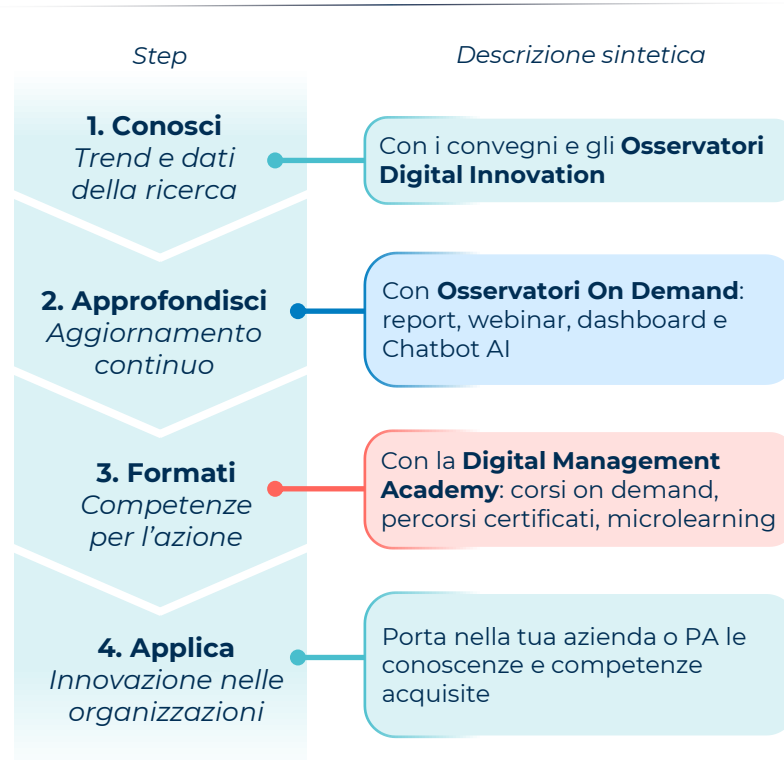 Step
Descrizione sintetica
1. Conosci
Trend e dati
della ricerca
Con i convegni e gli Osservatori
Digital Innovation
2. Approfondisci
Aggiornamento
continuo
Con Osservatori On Demand:
report, webinar, dashboard e
Chatbot AI
3. Formati
Competenze
per l’azione
Con la Digital Management
Academy: corsi on demand,
percorsi certificati, microlearning
4. Applica
Innovazione nelle
organizzazioni
Porta nella tua azienda o PA le
conoscenze e competenze
acquisite